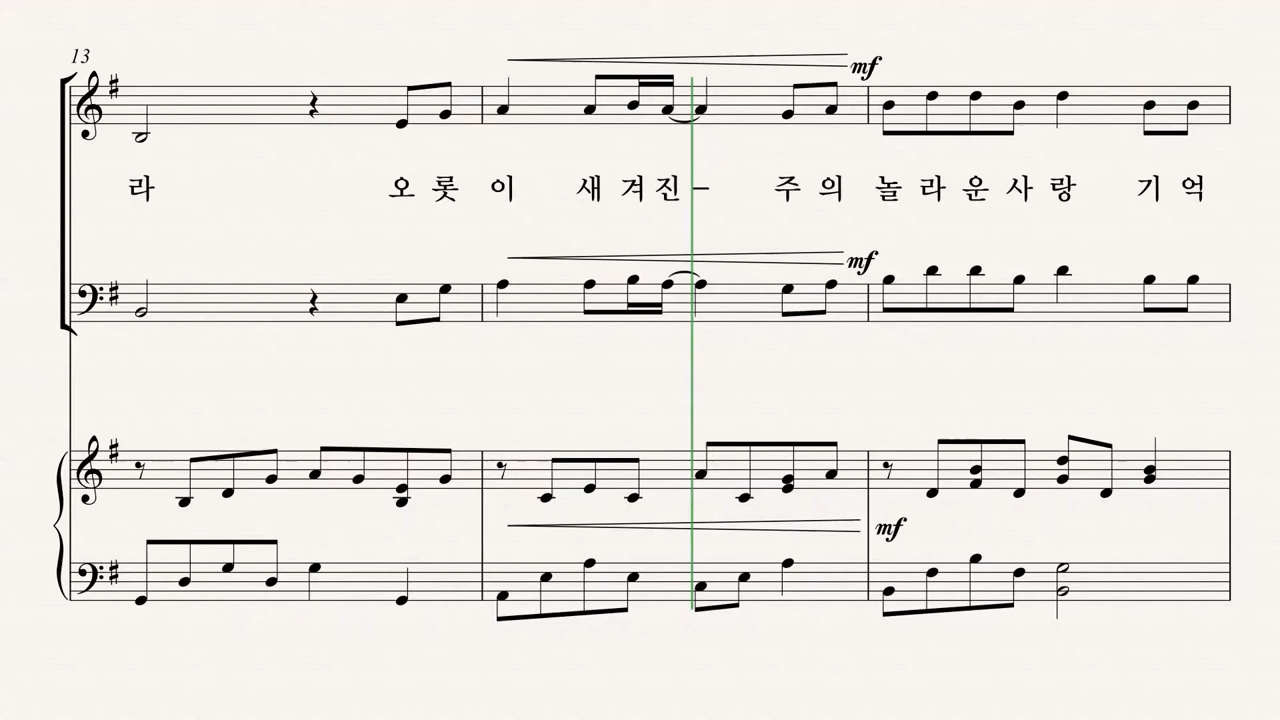 13
mf
라 오 롯 이 새 겨 진 – 주 의 놀 라 운 사 랑 기 억
mf
mf